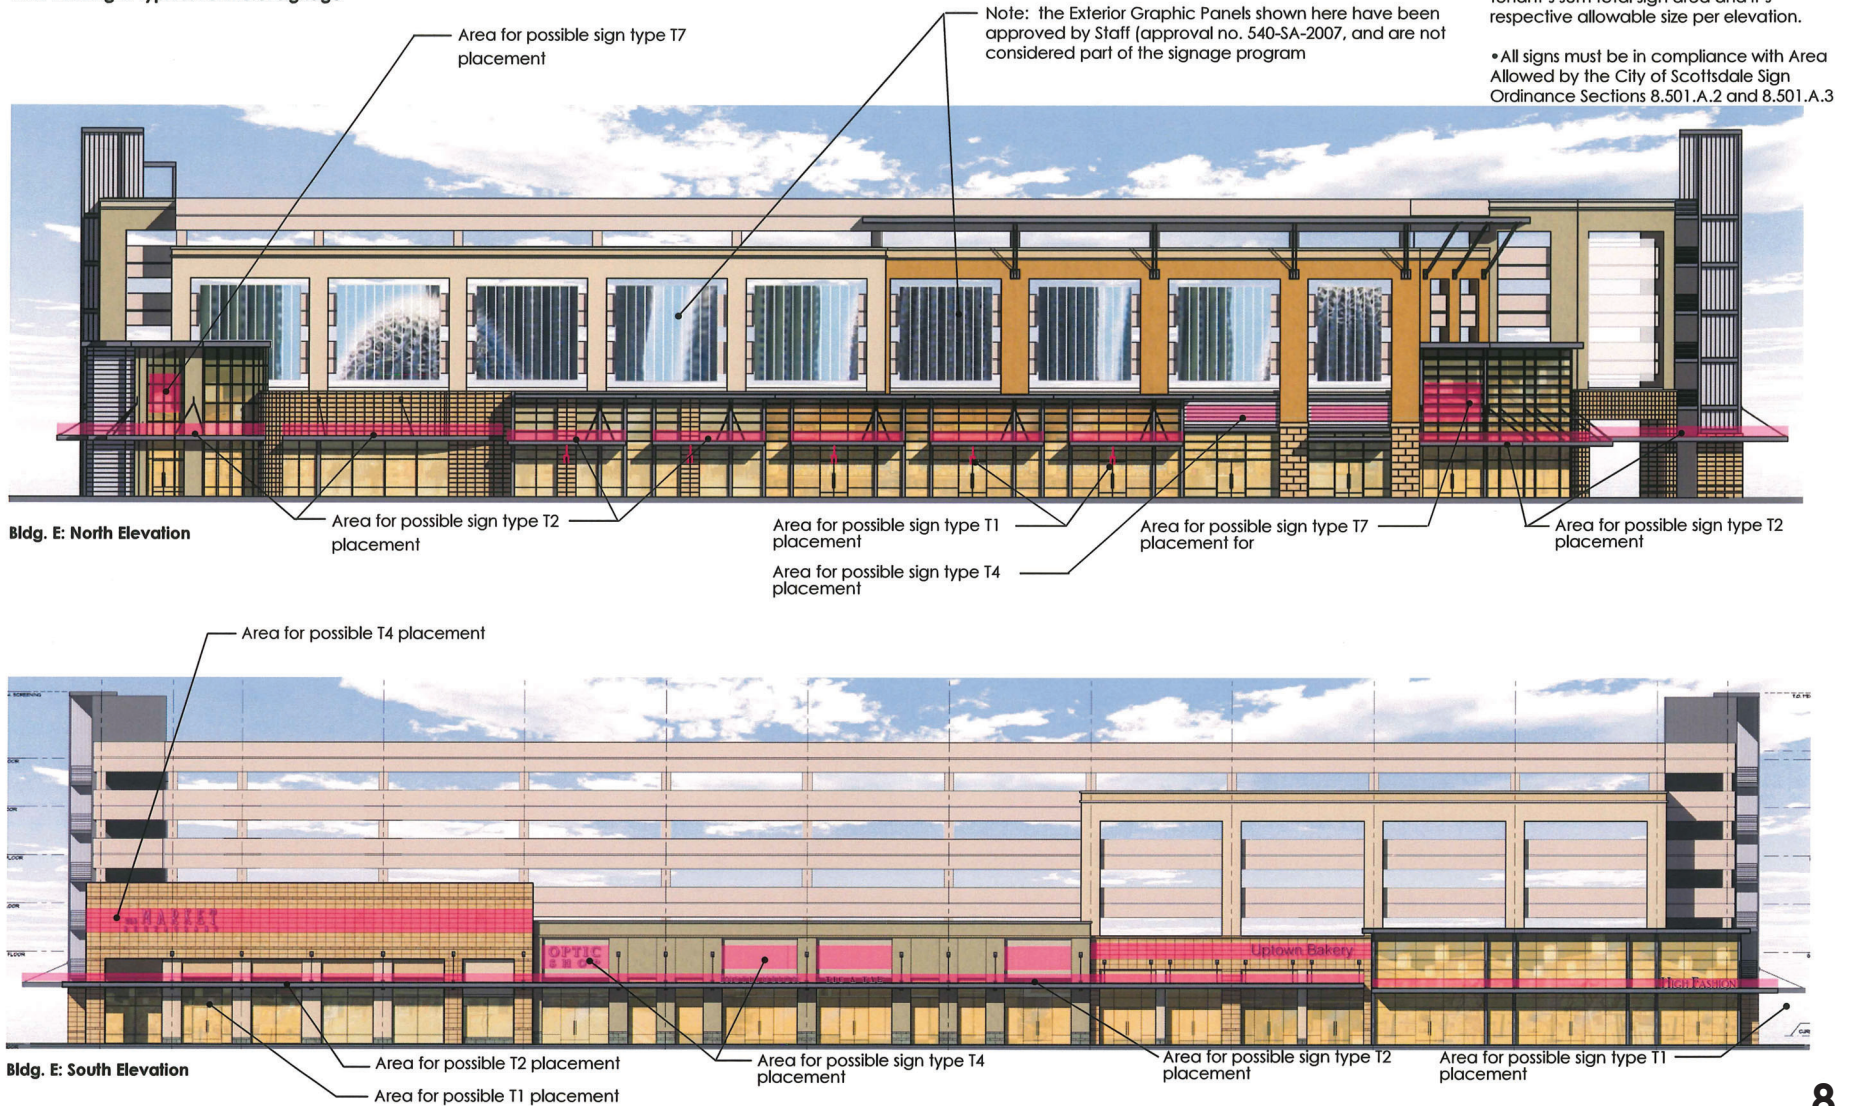 Note: the Exterior Graphic Panels shown here have been
approved by Staff (approval no. 540-SA-2007, and are not
considered part of the signage program
respective allowable size per elevation.
•All signs must be in compliance with Area
Allowed by the City of Scottsdale Sign
Ordinance Sections 8.501.A.2 and 8.501.A.3
Area for possible sign type T7
placement
Bldg. E: North Elevation
Area for possible sign type T2
placement
Area for possible sign type T1
placement
Area for possible sign type T4
placement
Area for possible sign type T7
placement for
Area for possible sign type T2
placement
Area for possible T4 placement
MARKET
OPTIC
SHOP
Uptown Bakery
HIGH FASHION
Bldg. E: South Elevation
Area for possible T2 placement
Area for possible T1 placement
Area for possible sign type T4
placement
Area for possible sign type T2
placement
Area for possible sign type T1
placement
8